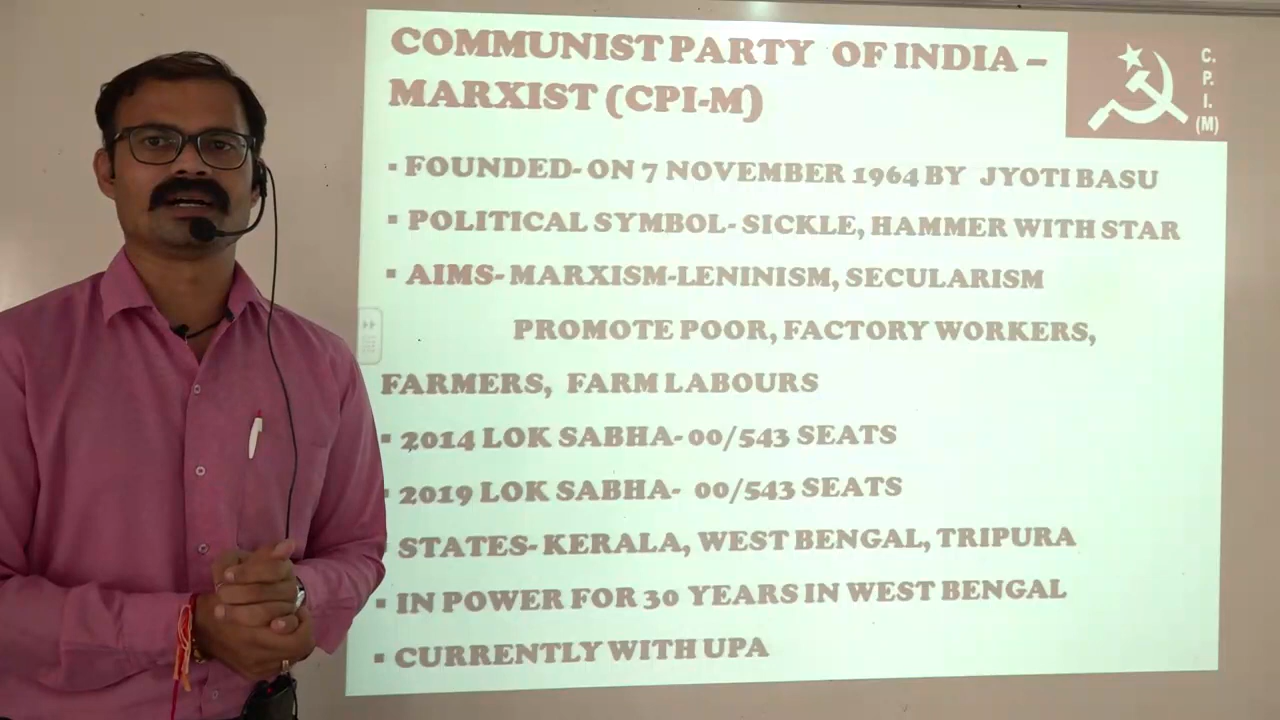 COMMUNIST PARTY OF INDIA –
MARXIST (CPI-M)
C.
P.
I.
(M)
▪ FOUNDED- ON 7 NOVEMBER 1964 BY JYOTI BASU
▪ POLITICAL SYMBOL- SICKLE, HAMMER WITH STAR
▪ AIMS- MARXISM-LENINISM, SECULARISM
PROMOTE POOR, FACTORY WORKERS,
FARMERS, FARM LABOURS
▪ 2014 LOK SABHA- 00/543 SEATS
▪ 2019 LOK SABHA- 00/543 SEATS
▪ STATES- KERALA, WEST BENGAL, TRIPURA
▪ IN POWER FOR 30 YEARS IN WEST BENGAL
▪ CURRENTLY WITH UPA